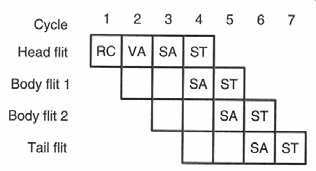 Cycle 1 2 3 4 5 6 7
Head flit RC VA SA ST
Body flit 1 SA ST
Body flit 2 SA ST
Tail flit SA ST